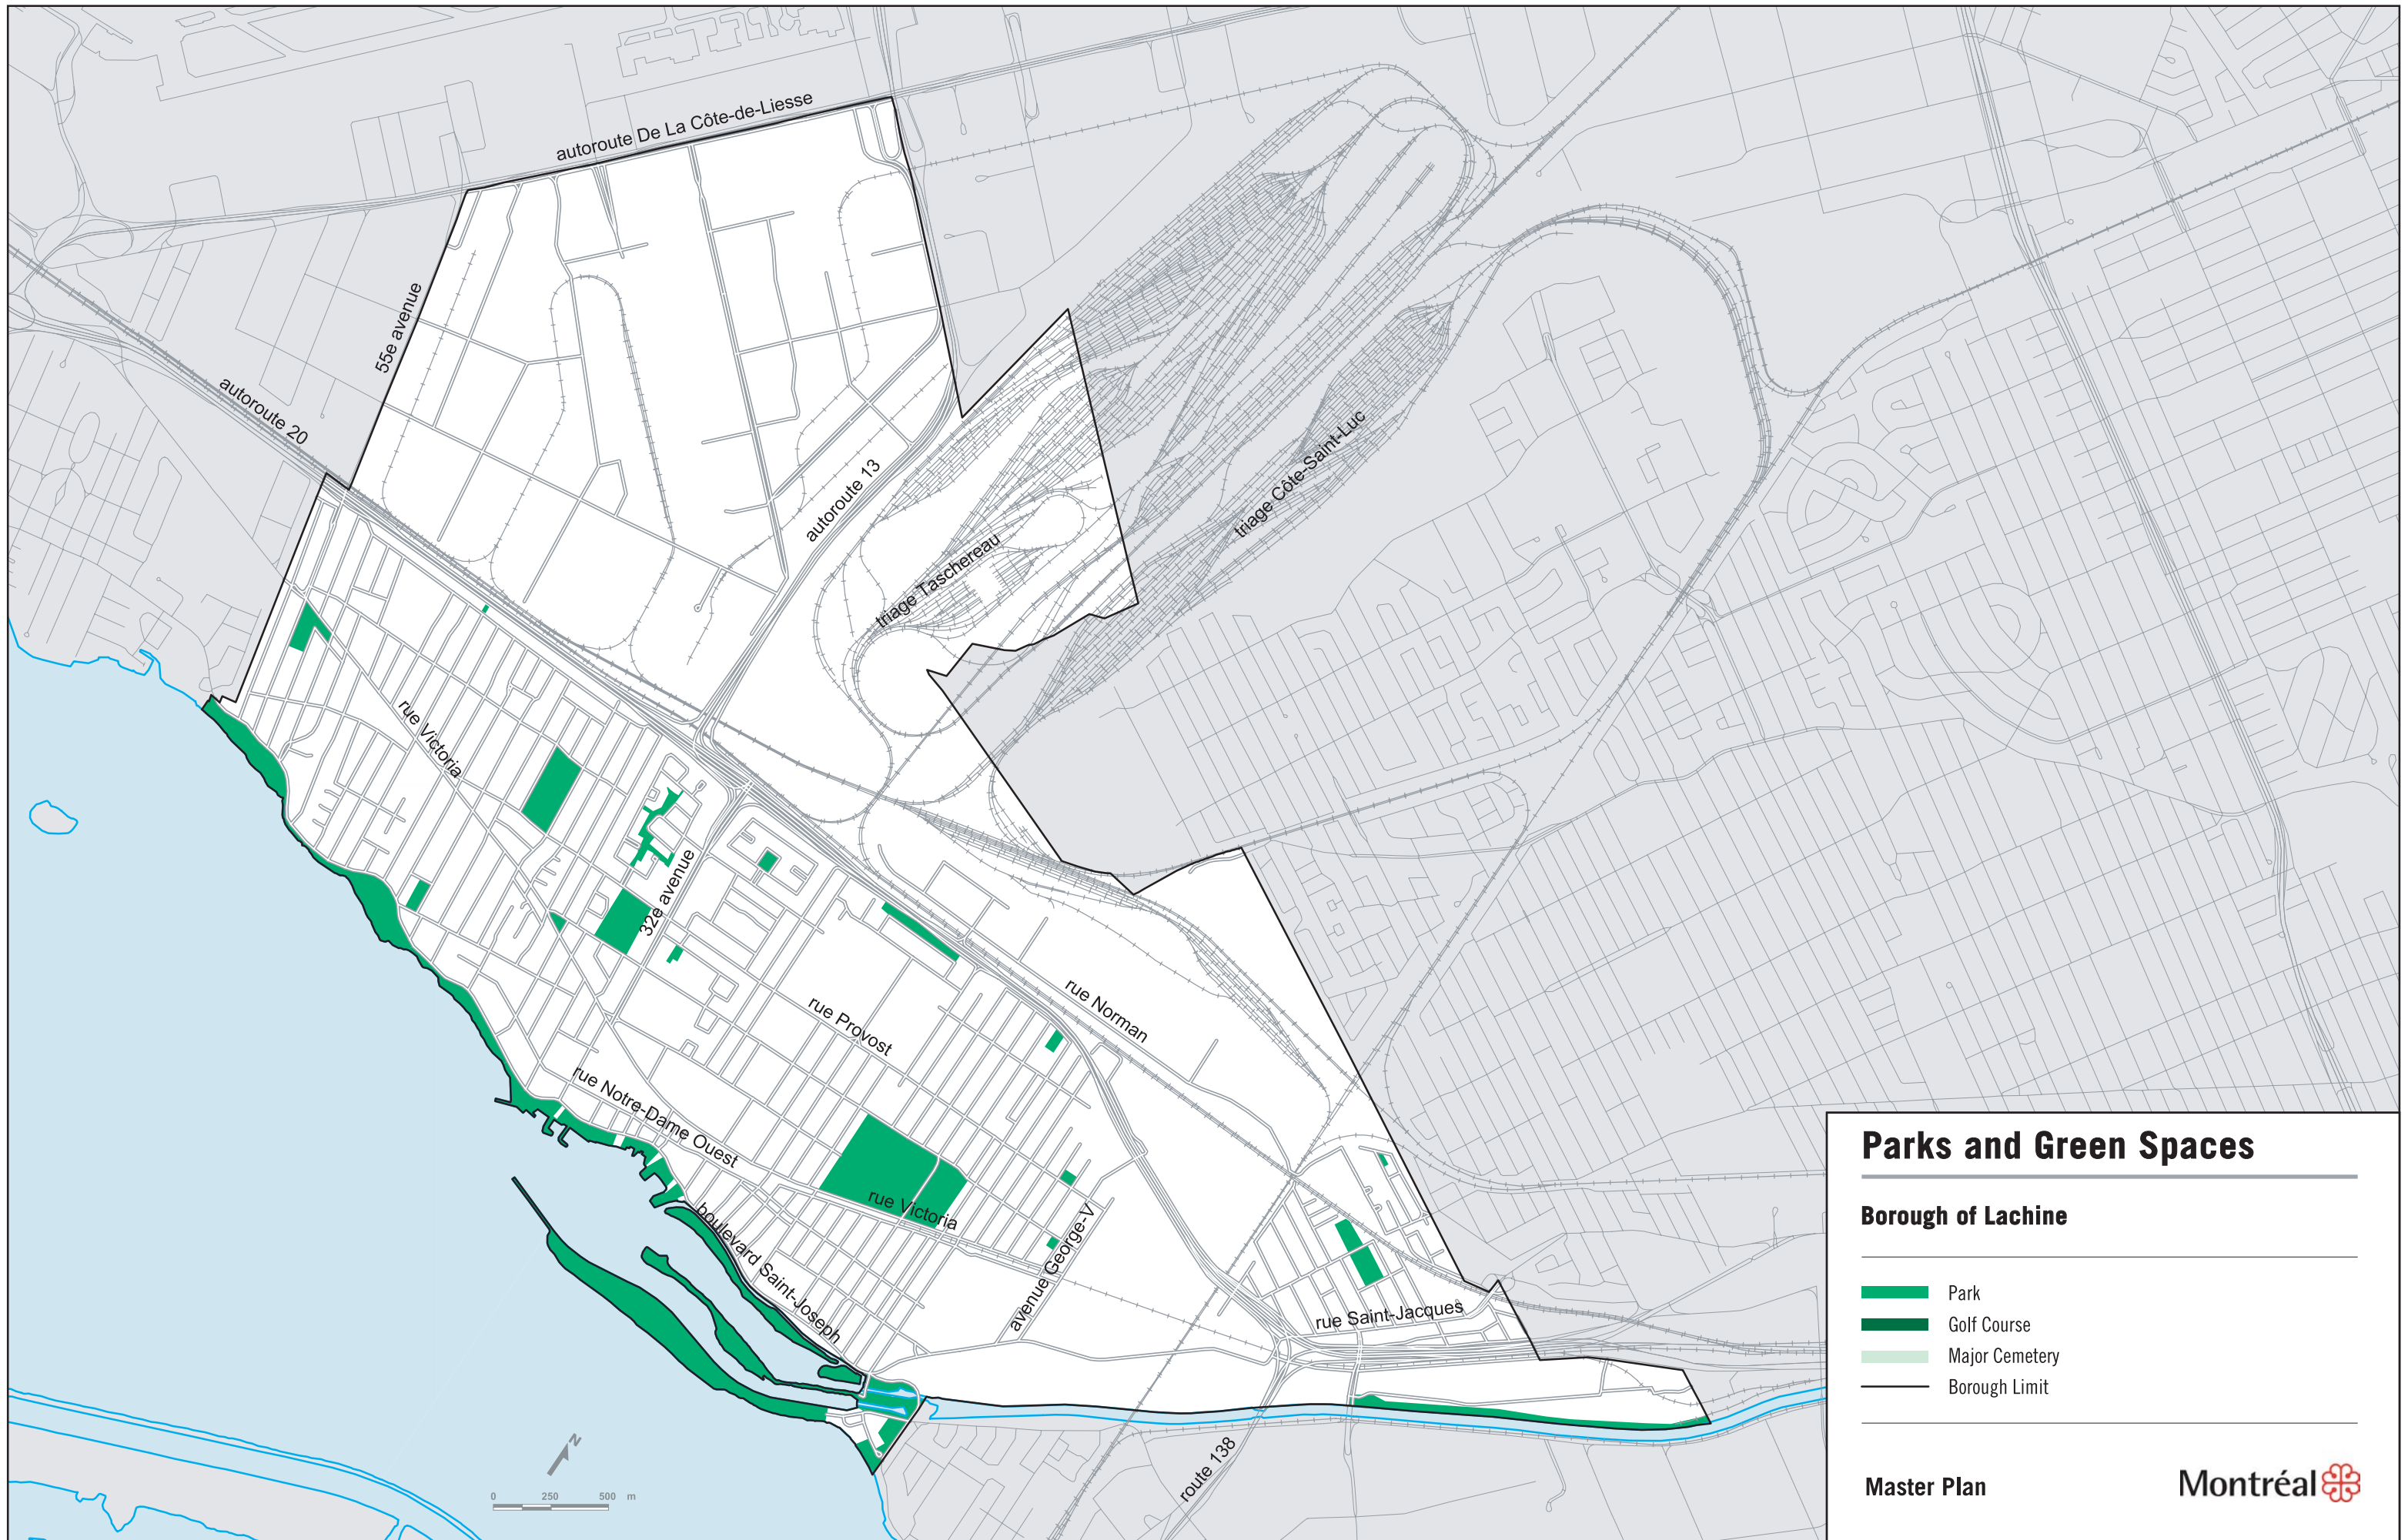 autoroute De La Côte-de-Liesse
55e avenue
autoroute 20
autoroute 13
triage Côte-Saint-Luc
triage Taschereau
rue Victoria
32e avenue
rue Norman
rue Provost
rue Notre-Dame Ouest
rue Victoria
boulevard Saint-Joseph
avenue George-V
rue Saint-Jacques
route 138
N
0 250 500 m
Parks and Green Spaces
Borough of Lachine
Park
Golf Course
Major Cemetery
Borough Limit
Master Plan
Montréal